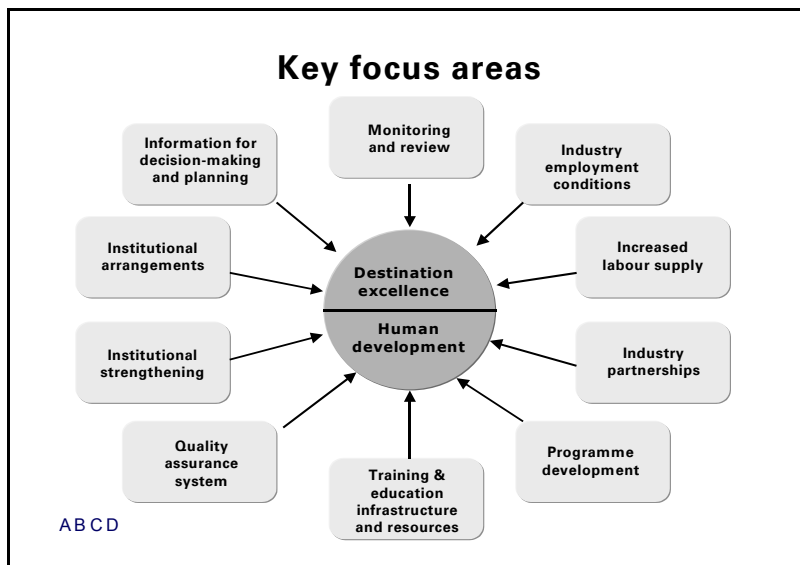 Key focus areas
Monitoring
and review
Information for
decision-making
and planning
Industry
employment
conditions
Institutional
arrangements
Increased
labour supply
Destination
excellence
Human
development
Institutional
strengthening
Industry
partnerships
Quality
assurance
system
Programme
development
Training &
education
infrastructure
and resources
ABCD